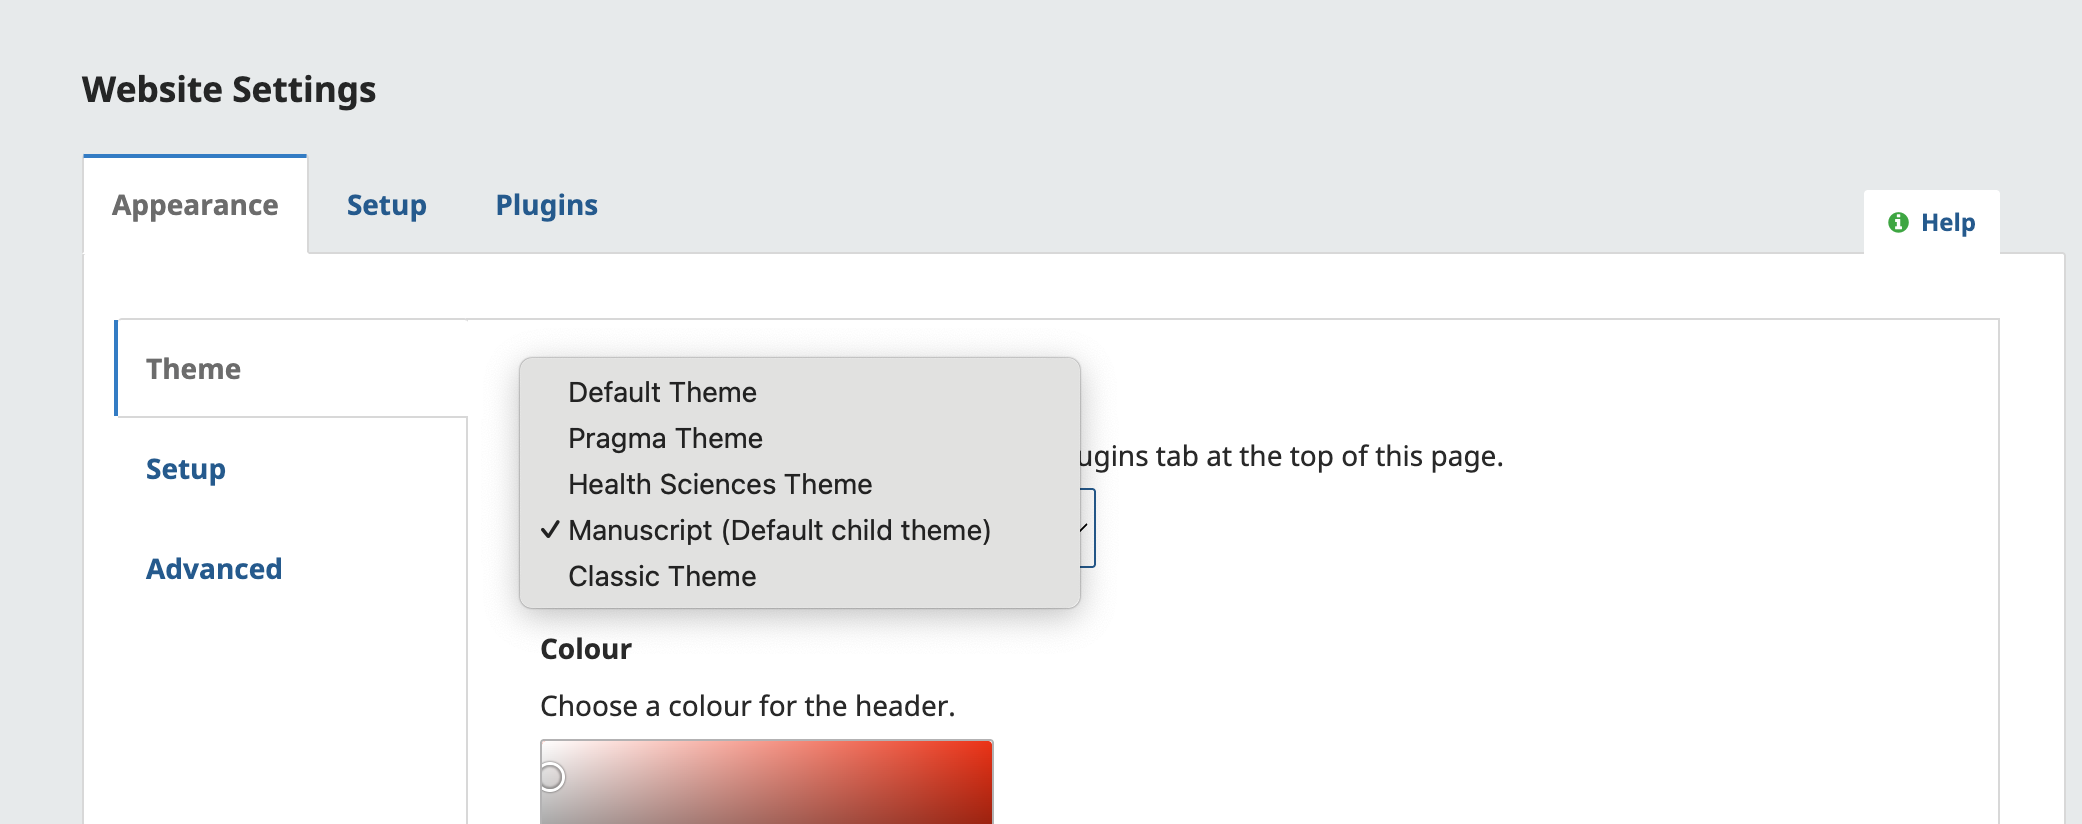 Website Settings
Appearance
Setup
Plugins
Help
Theme
Setup
Advanced
Default Theme
Pragma Theme
Health Sciences Theme
Manuscript (Default child theme)
Classic Theme
tab at the top of this page.
Colour
Choose a colour for the header.